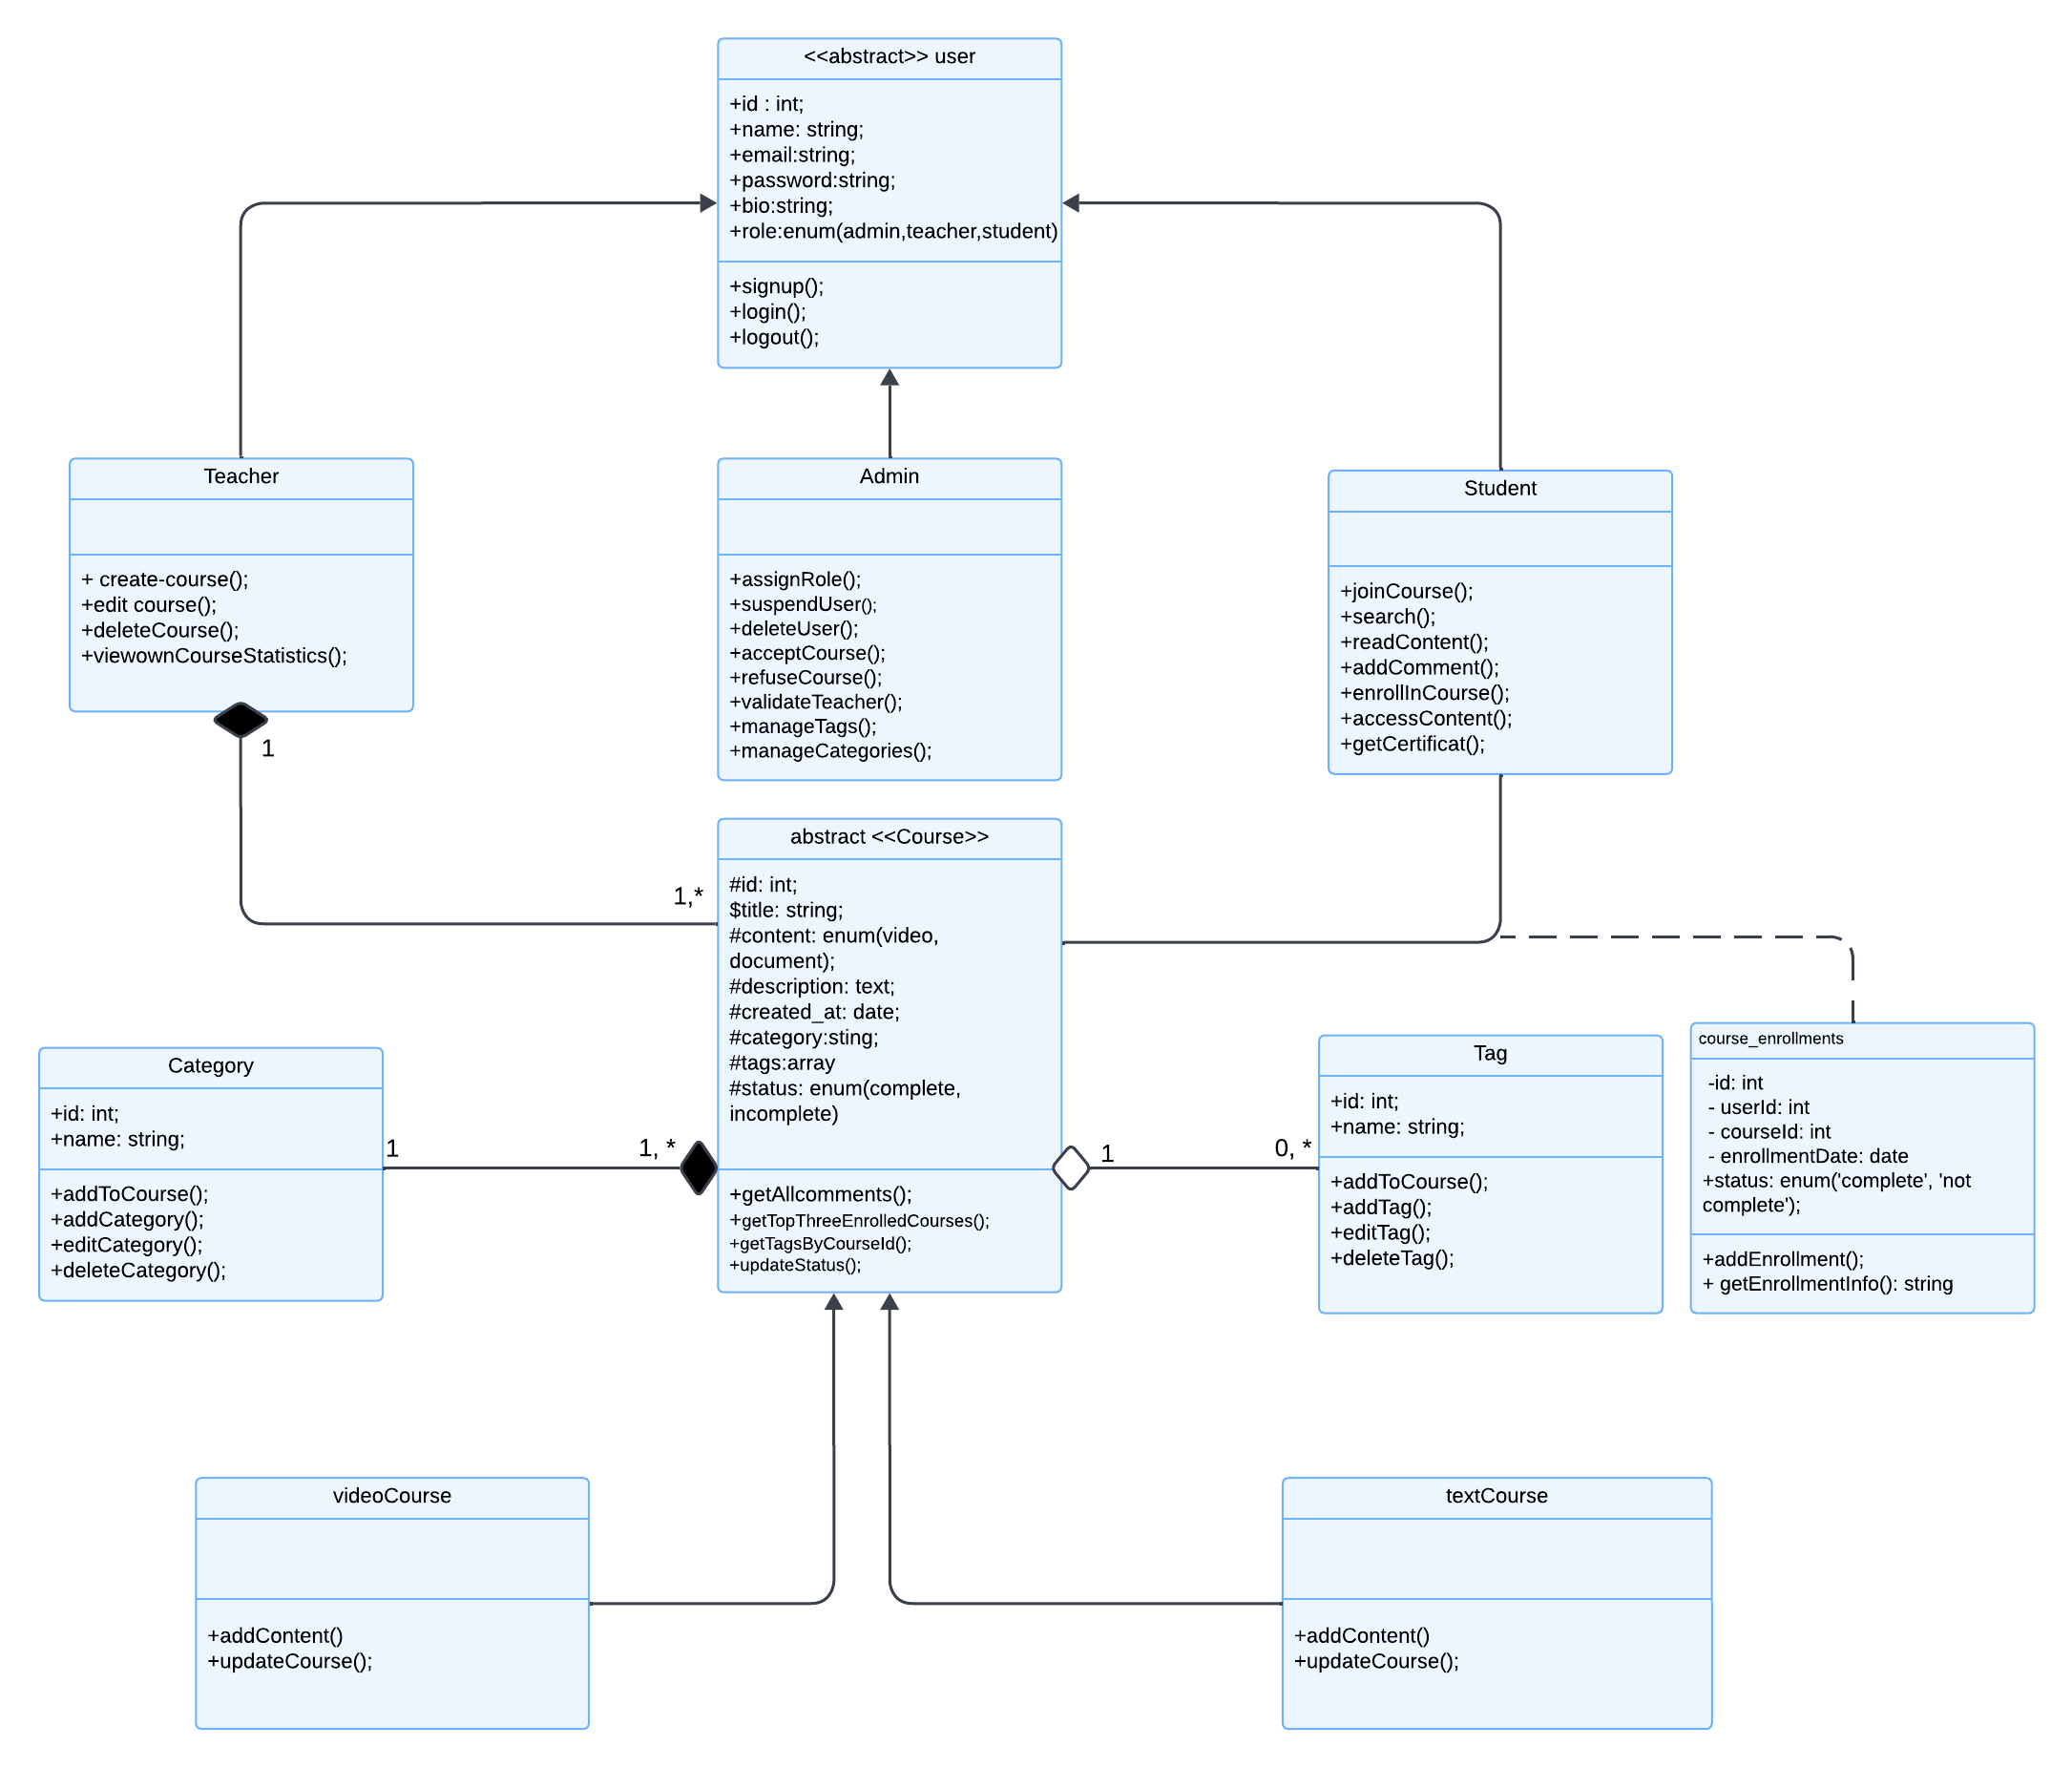 <<abstract>> user
+id : int;
+name: string;
+email:string;
+password:string;
+bio:string;
+role:enum(admin,teacher,student)
+signup();
+login();
+logout();
Teacher
+ create-course();
+edit course();
+deleteCourse();
+viewownCourseStatistics();
1
Admin
+assignRole();
+suspendUser();
+deleteUser();
+acceptCourse();
+refuseCourse();
+validateTeacher();
+manageTags();
+manageCategories();
Student
+joinCourse();
+search();
+readContent();
+addComment();
+enrollInCourse();
+accessContent();
+getCertificat();
1,*
abstract <<Course>>
#id: int;
$title: string;
#content: enum(video,
document);
#description: text;
#created_at: date;
#category:sting;
#tags:array
#status: enum(complete,
incomplete)
+getAllcomments();
+getTopThreeEnrolledCourses();
+getTagsByCourseId();
+updateStatus();
Category
+id: int;
+name: string;
+addToCourse();
+addCategory();
+editCategory();
+deleteCategory();
1
1, *
1
0, *
Tag
+id: int;
+name: string;
+addToCourse();
+addTag();
+editTag();
+deleteTag();
course_enrollments
-id: int
- userId: int
- courseId: int
- enrollmentDate: date
+status: enum('complete', 'not
complete');
+addEnrollment();
+ getEnrollmentInfo(): string
videoCourse
+addContent()
+updateCourse();
textCourse
+addContent()
+updateCourse();